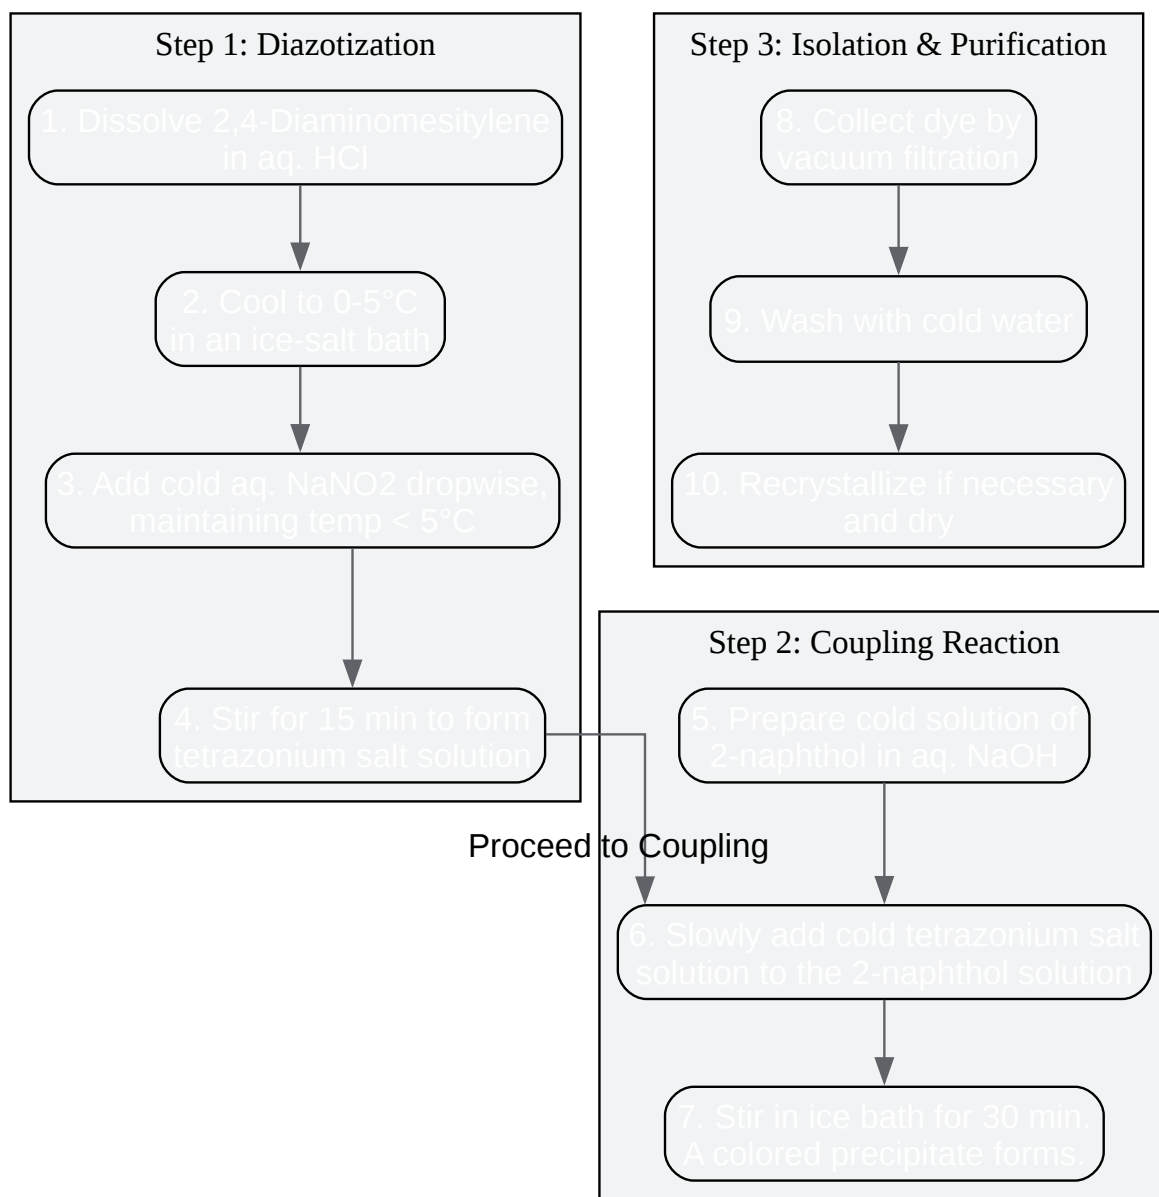 Step 1: Diazotization
1. Dissolve 2,4-Diaminomesitylene
in aq. HCl
2. Cool to 0-5°C
in an ice-salt bath
3. Add cold aq. NaNO2 dropwise,
maintaining temp < 5°C
4. Stir for 15 min to form
tetrazonium salt solution
Proceed to Coupling
Step 2: Coupling Reaction
5. Prepare cold solution of
2-naphthol in aq. NaOH
6. Slowly add cold tetrazonium salt
solution to the 2-naphthol solution
7. Stir in ice bath for 30 min.
A colored precipitate forms.
Step 3: Isolation & Purification
8. Collect dye by
vacuum filtration
9. Wash with cold water
10. Recrystallize if necessary
and dry